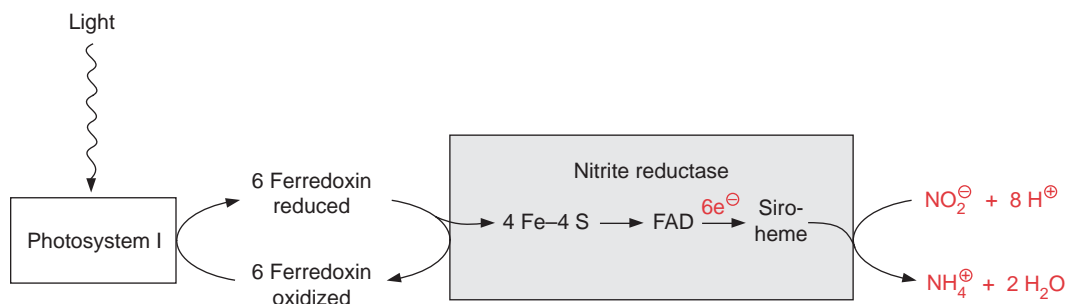 Light
Photosystem I
6 Ferredoxin
reduced
6 Ferredoxin
oxidized
Nitrite reductase
4 Fe–4 S
FAD
6e⊖
Siro-
heme
NO₂⊖ + 8 H⊕
NH₄⊕ + 2 H₂O